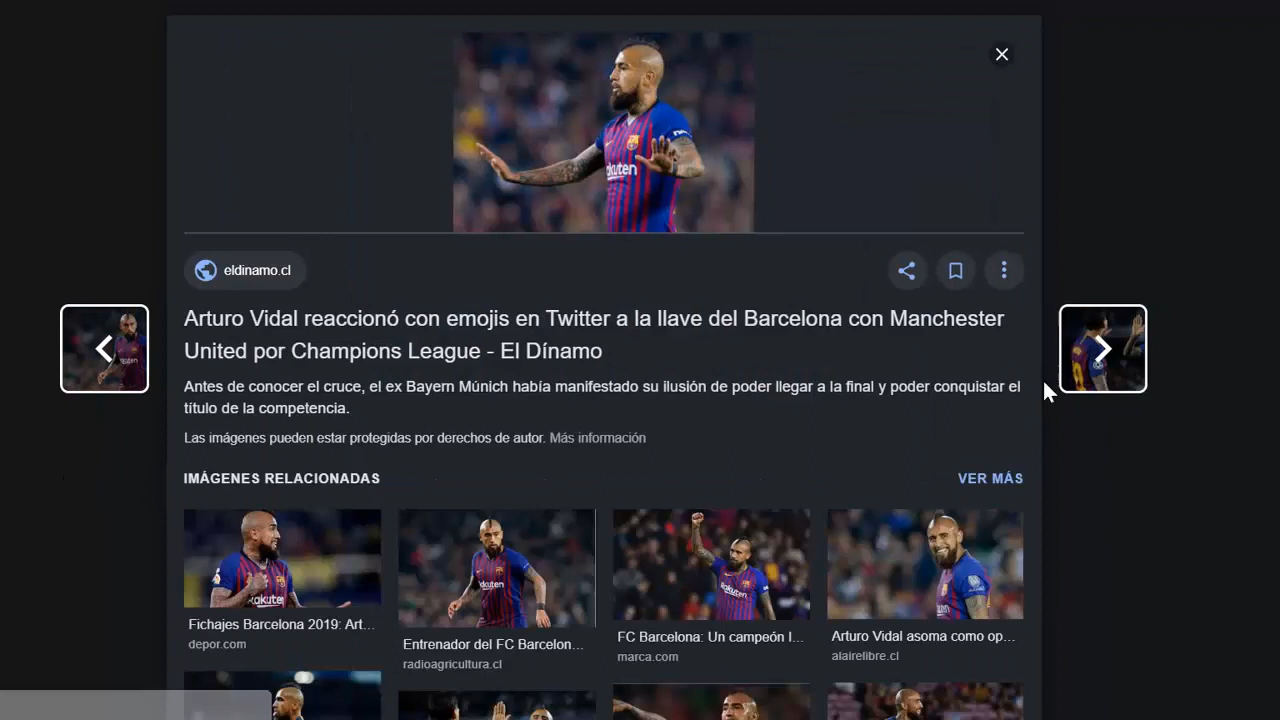 Rakuten
eldinamo.cl
Arturo Vidal reaccionó con emojis en Twitter a la llave del Barcelona con Manchester
United por Champions League - El Dínamo
Antes de conocer el cruce, el ex Bayern Múnich había manifestado su ilusión de poder llegar a la final y poder conquistar el
título de la competencia.
Las imágenes pueden estar protegidas por derechos de autor. Más información
IMÁGENES RELACIONADAS
VER MÁS
Rakuten
Rakuten
Rakuten
Fichajes Barcelona 2019: Art...
depor.com
Entrenador del FC Barcelon...
radioagricultura.cl
FC Barcelona: Un campeón l...
marca.com
Arturo Vidal asoma como op...
alairelibre.cl